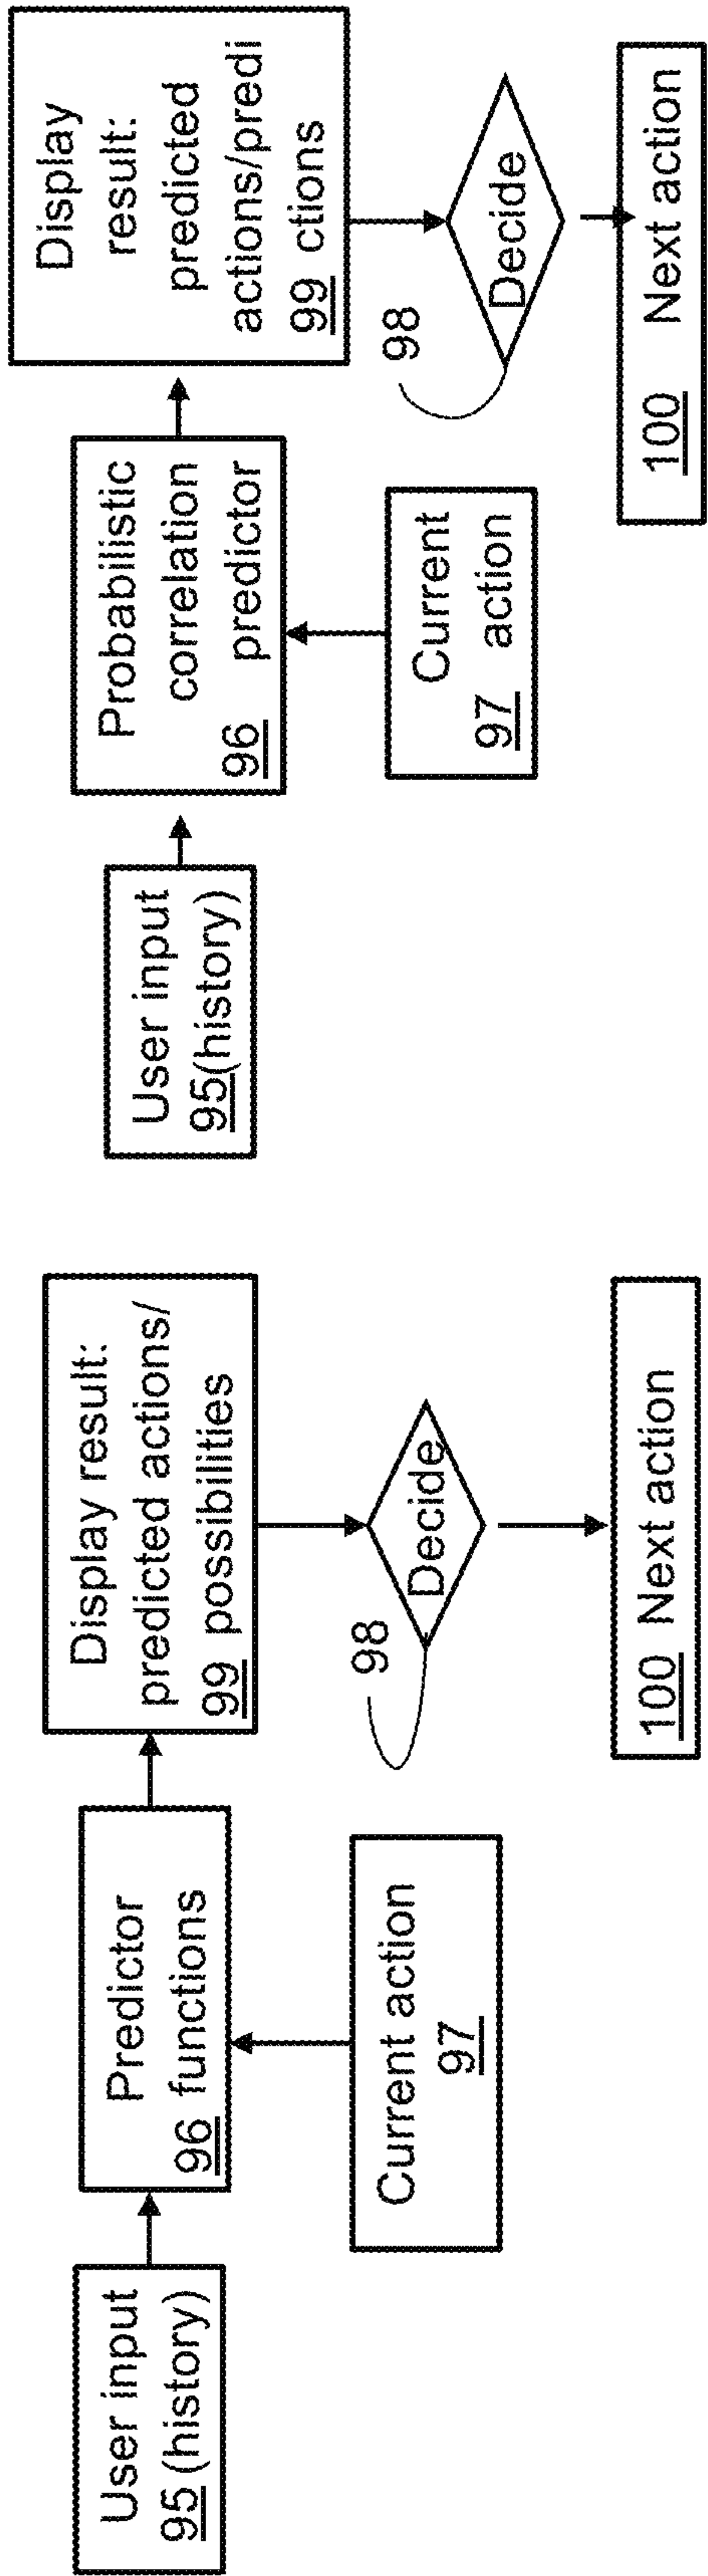 User input
95 (history)
Predictor
96 functions
Current action
97
Display result:
predicted actions/
99 possibilities
98
Decide
100 Next action
User input
95(history)
Probabilistic
correlation
96 predictor
Current
97 action
Display
result:
predicted
actions/predi
99 ctions
98
Decide
100 Next action